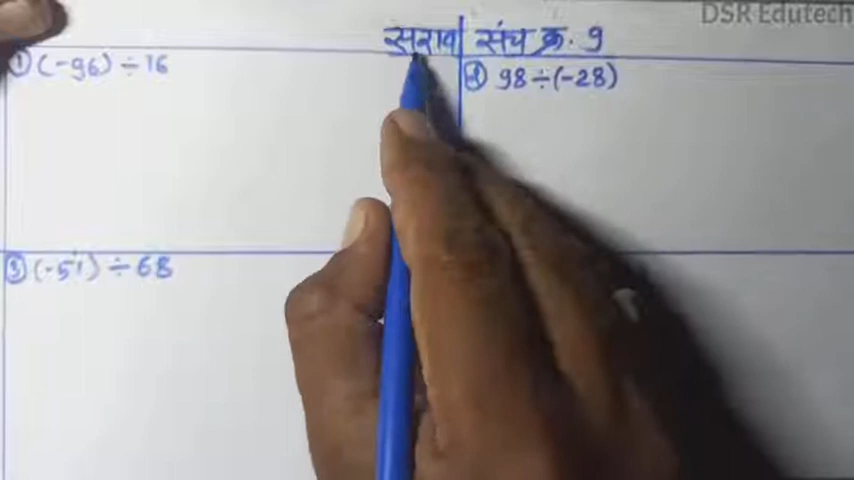 DSR Edutech
सराव संच क्र. 9
① (-96) ÷ 16
② 98 ÷ (-28)
③ (-51) ÷ 68